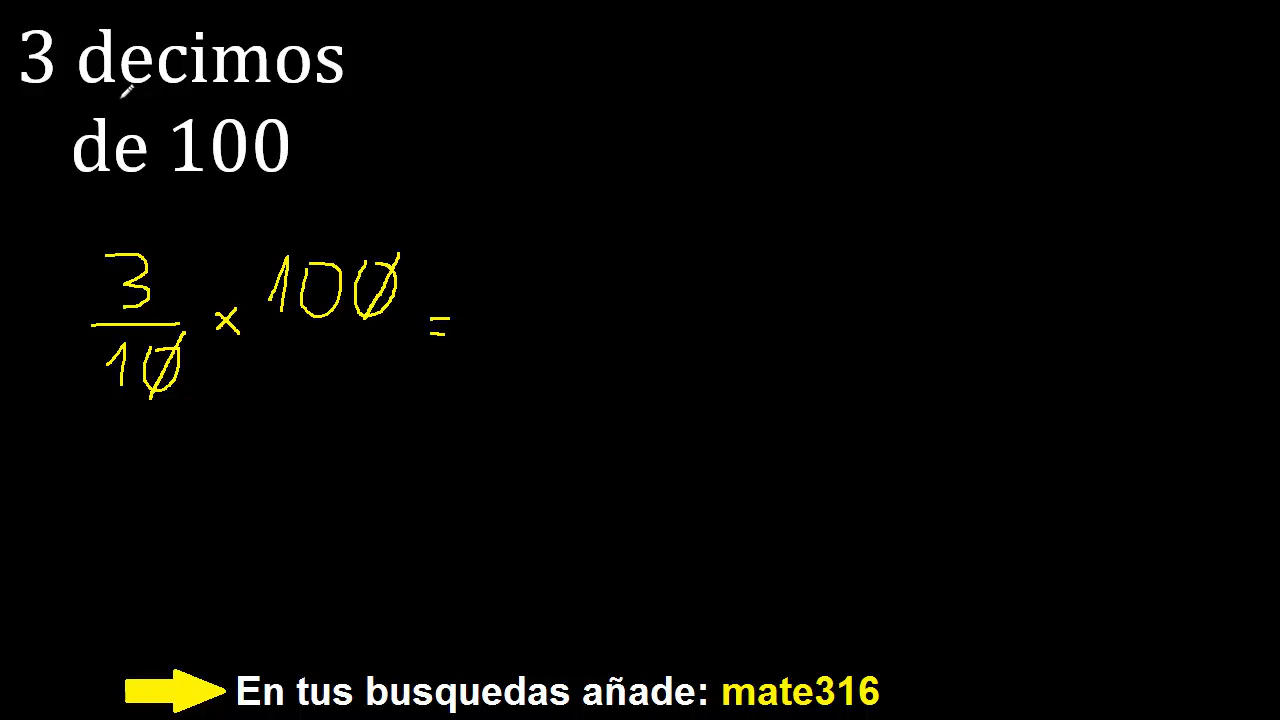 3 decimos
de 100
3/10 × 100 =
En tus busquedas añade: mate316